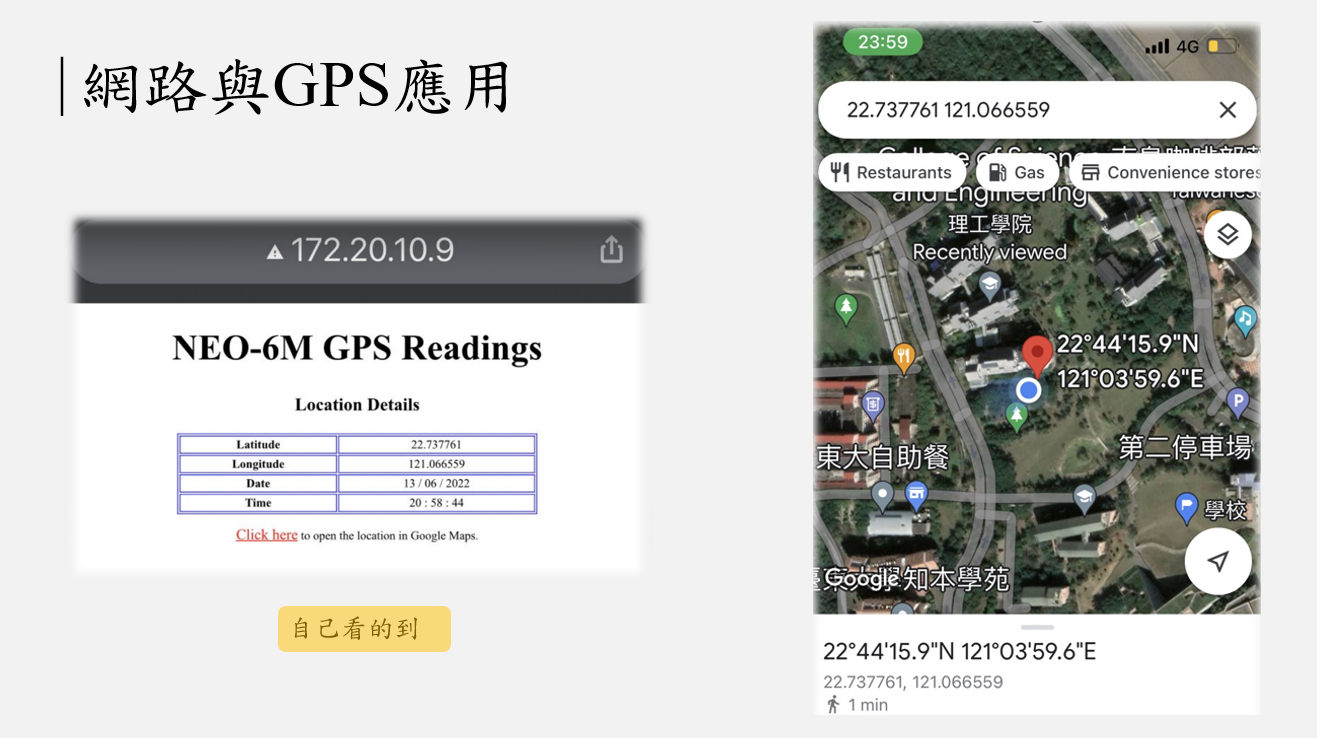 網路與GPS應用
172.20.10.9
NEO-6M GPS Readings
Location Details
Latitude 22.737761
Longitude 121.066559
Date 13 / 06 / 2022
Time 20 : 58 : 44
Click here to open the location in Google Maps.
自己看的到
23:59 4G
22.737761 121.066559
Restaurants Gas Convenience stores
College of Science
and Engineering
理工學院
Recently viewed
22°44'15.9"N
121°03'59.6"E
P
東大自助餐
第二停車場
學校
Google
知本學苑
22°44'15.9"N 121°03'59.6"E
22.737761, 121.066559
1 min